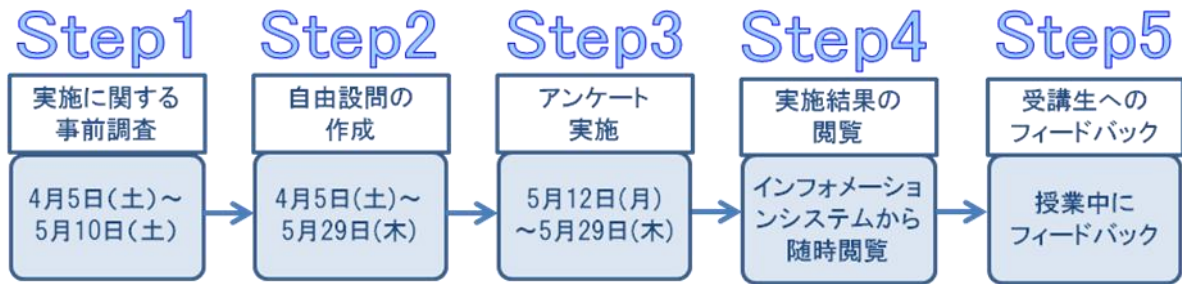 Step1
実施に関する
事前調査
4月5日(土)～
5月10日(土)
Step2
自由設問の
作成
4月5日(土)～
5月29日(木)
Step3
アンケート
実施
5月12日(月)
～5月29日(木)
Step4
実施結果の
閲覧
インフォメーショ
ンシステムから
随時閲覧
Step5
受講生への
フィードバック
授業中に
フィードバック